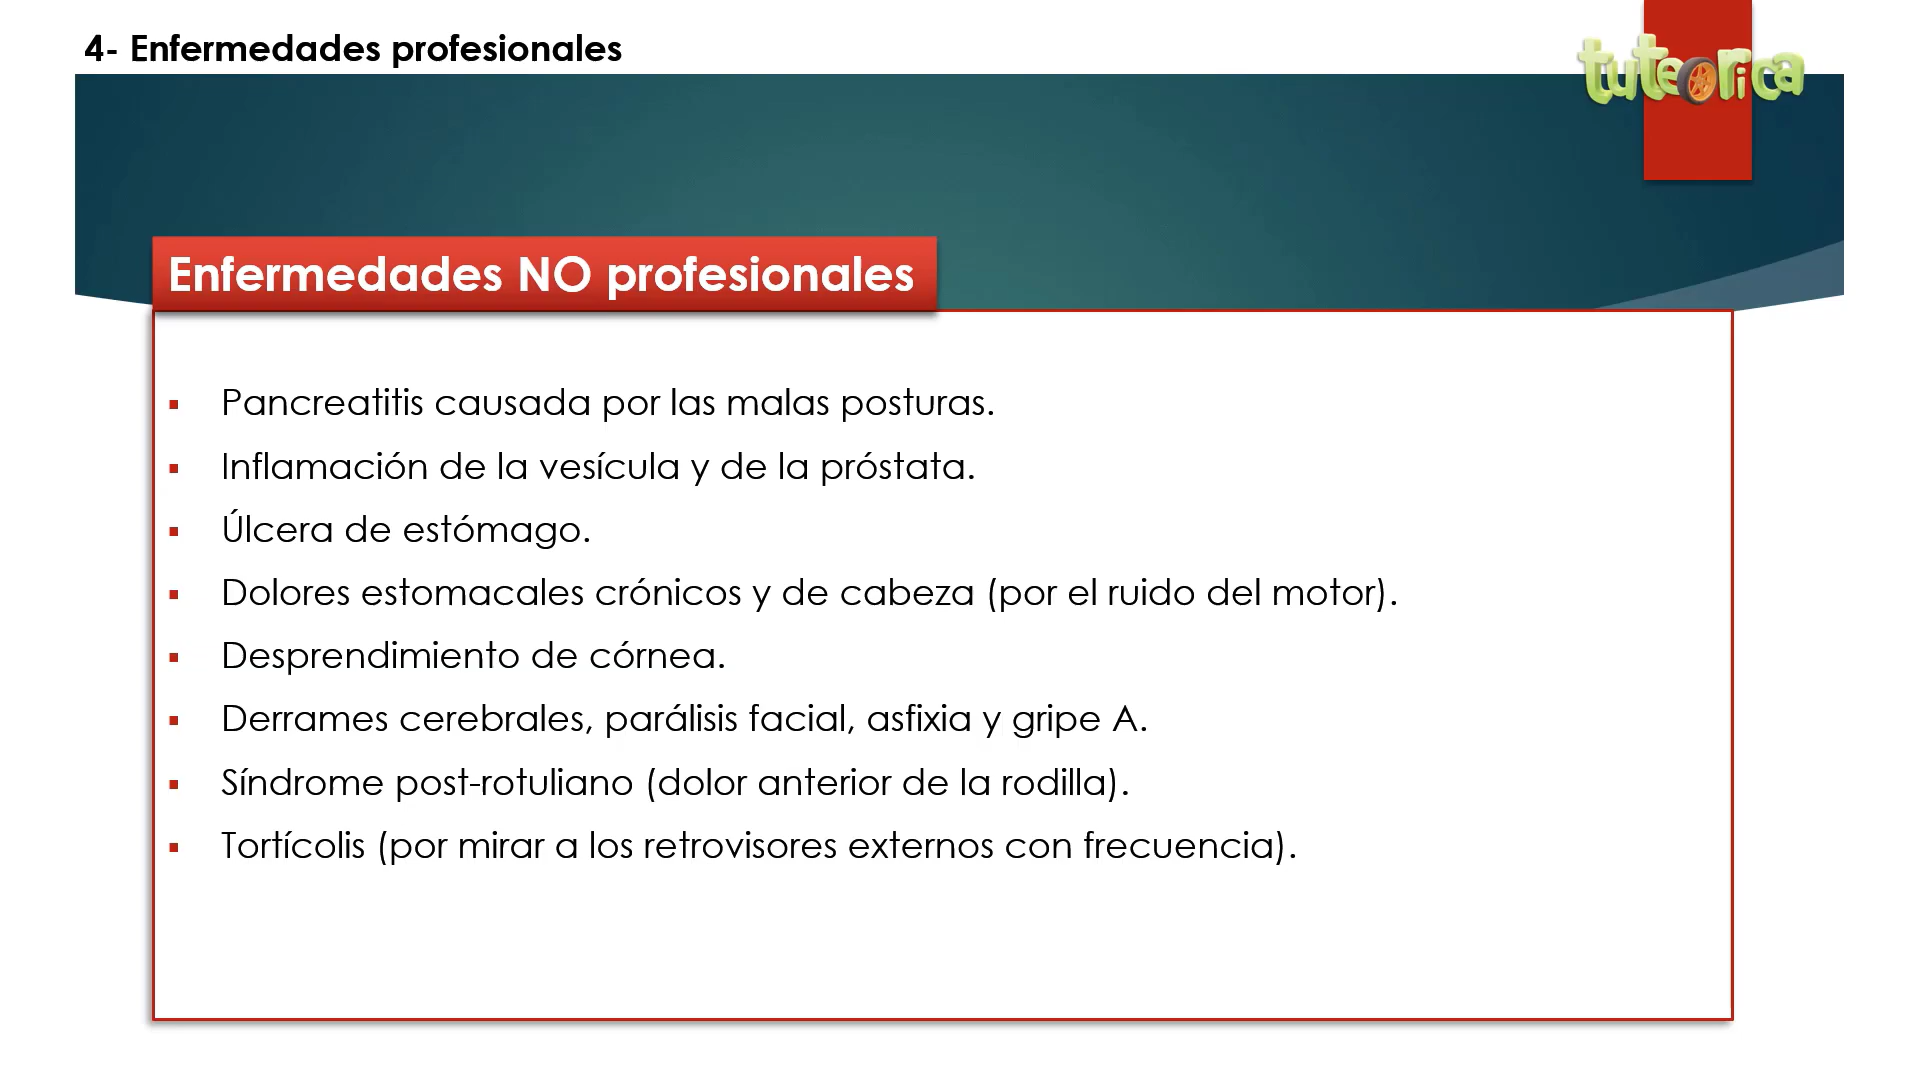 4- Enfermedades profesionales
tuteorica
Enfermedades NO profesionales
▪ Pancreatitis causada por las malas posturas.
▪ Inflamación de la vesícula y de la próstata.
▪ Úlcera de estómago.
▪ Dolores estomacales crónicos y de cabeza (por el ruido del motor).
▪ Desprendimiento de córnea.
▪ Derrames cerebrales, parálisis facial, asfixia y gripe A.
▪ Síndrome post-rotuliano (dolor anterior de la rodilla).
▪ Tortícolis (por mirar a los retrovisores externos con frecuencia).